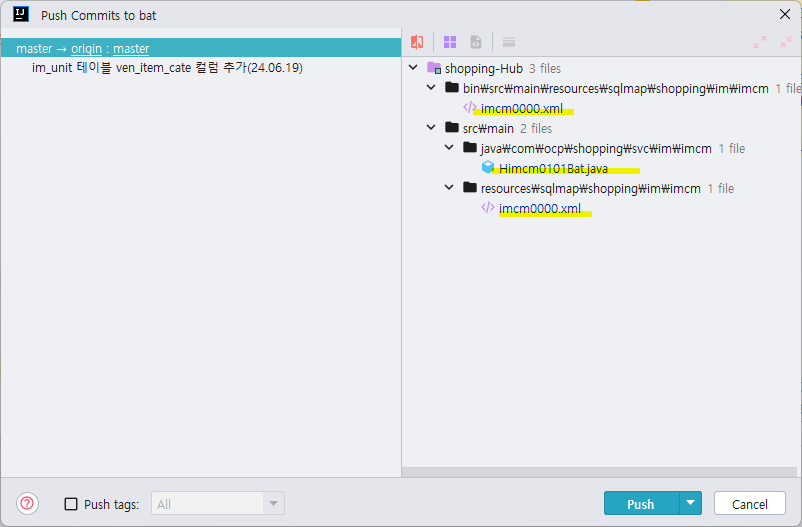 Push Commits to bat
master → origin : master
im_unit 테이블 ven_item_cate 컬럼 추가(24.06.19)
shopping-Hub 3 files
bin₩src₩main₩resources₩sqlmap₩shopping₩im₩imcm 1 file
imcm0000.xml
src₩main 2 files
java₩com₩ocp₩shopping₩svc₩im₩imcm 1 file
Himcm0101Bat.java
resources₩sqlmap₩shopping₩im₩imcm 1 file
imcm0000.xml
Push tags: All Push Cancel